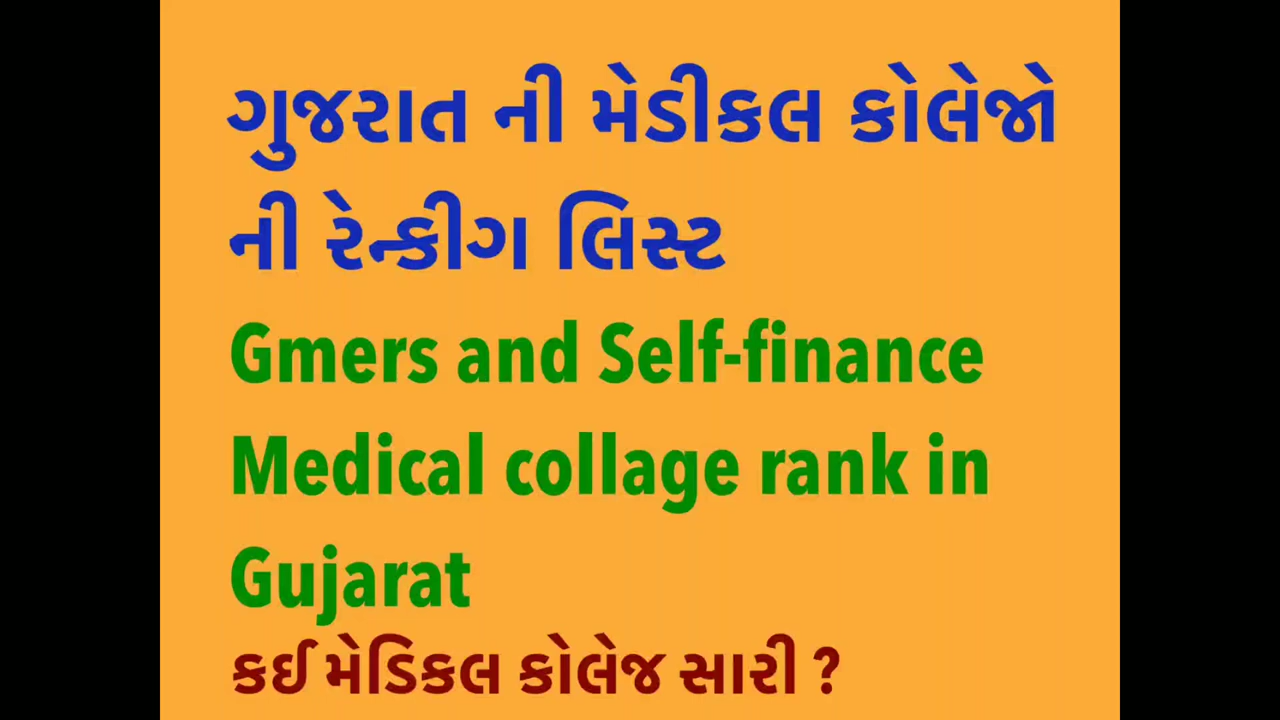 ગુજરાત ની મેડીકલ કોલેજો
ની રેન્કીગ લિસ્ટ
Gmers and Self-finance
Medical collage rank in
Gujarat
કઈ મેડિકલ કોલેજ સારી ?